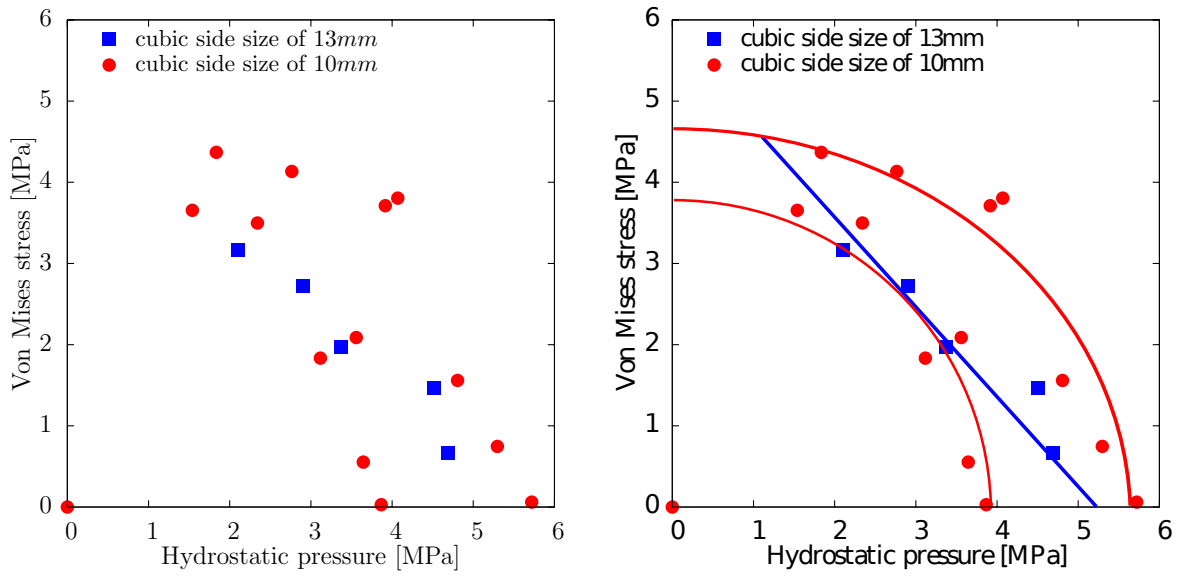 6
5
4
3
2
1
0
0 1 2 3 4 5 6
Von Mises stress [MPa]
Hydrostatic pressure [MPa]
cubic side size of 13mm
cubic side size of 10mm
6
5
4
3
2
1
0
0 1 2 3 4 5 6
Von Mises stress [MPa]
Hydrostatic pressure [MPa]
cubic side size of 13mm
cubic side size of 10mm